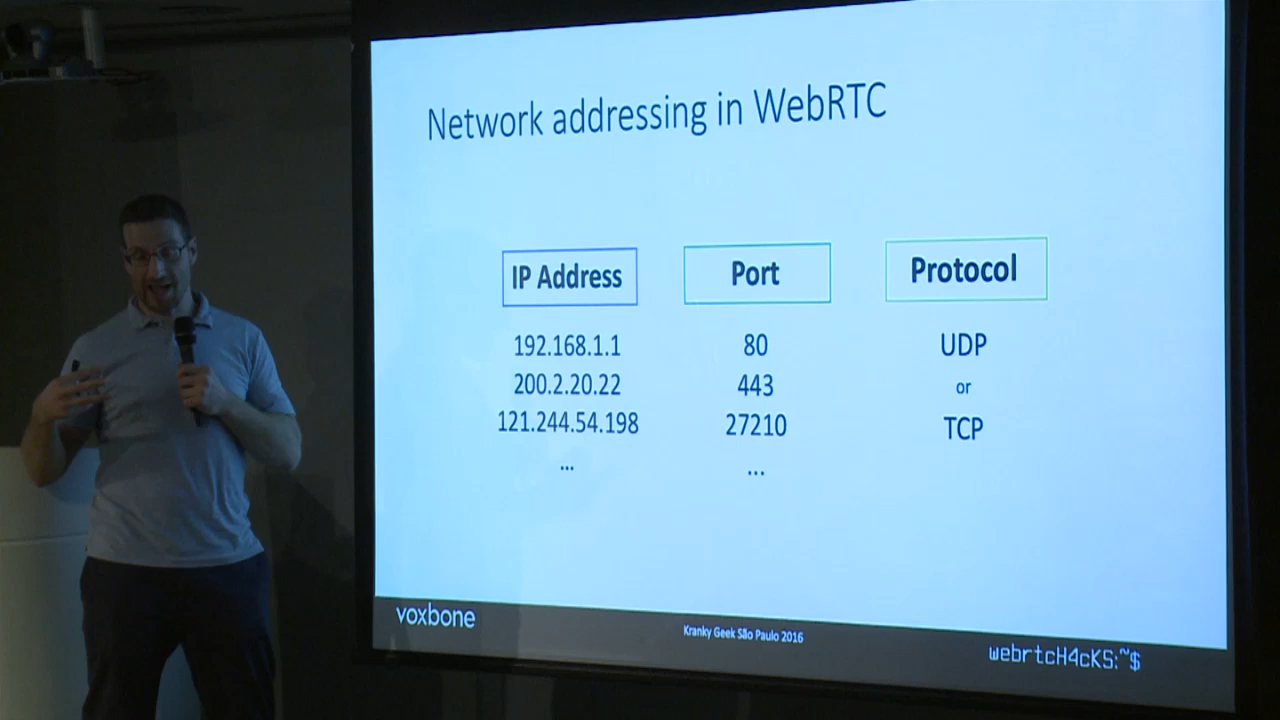 Network addressing in WebRTC
IP Address Port Protocol
192.168.1.1 80 UDP
200.2.20.22 443 or
121.244.54.198 27210 TCP
... ...
voxbone Kranky Geek São Paulo 2016 webrtcH4cKS:~$